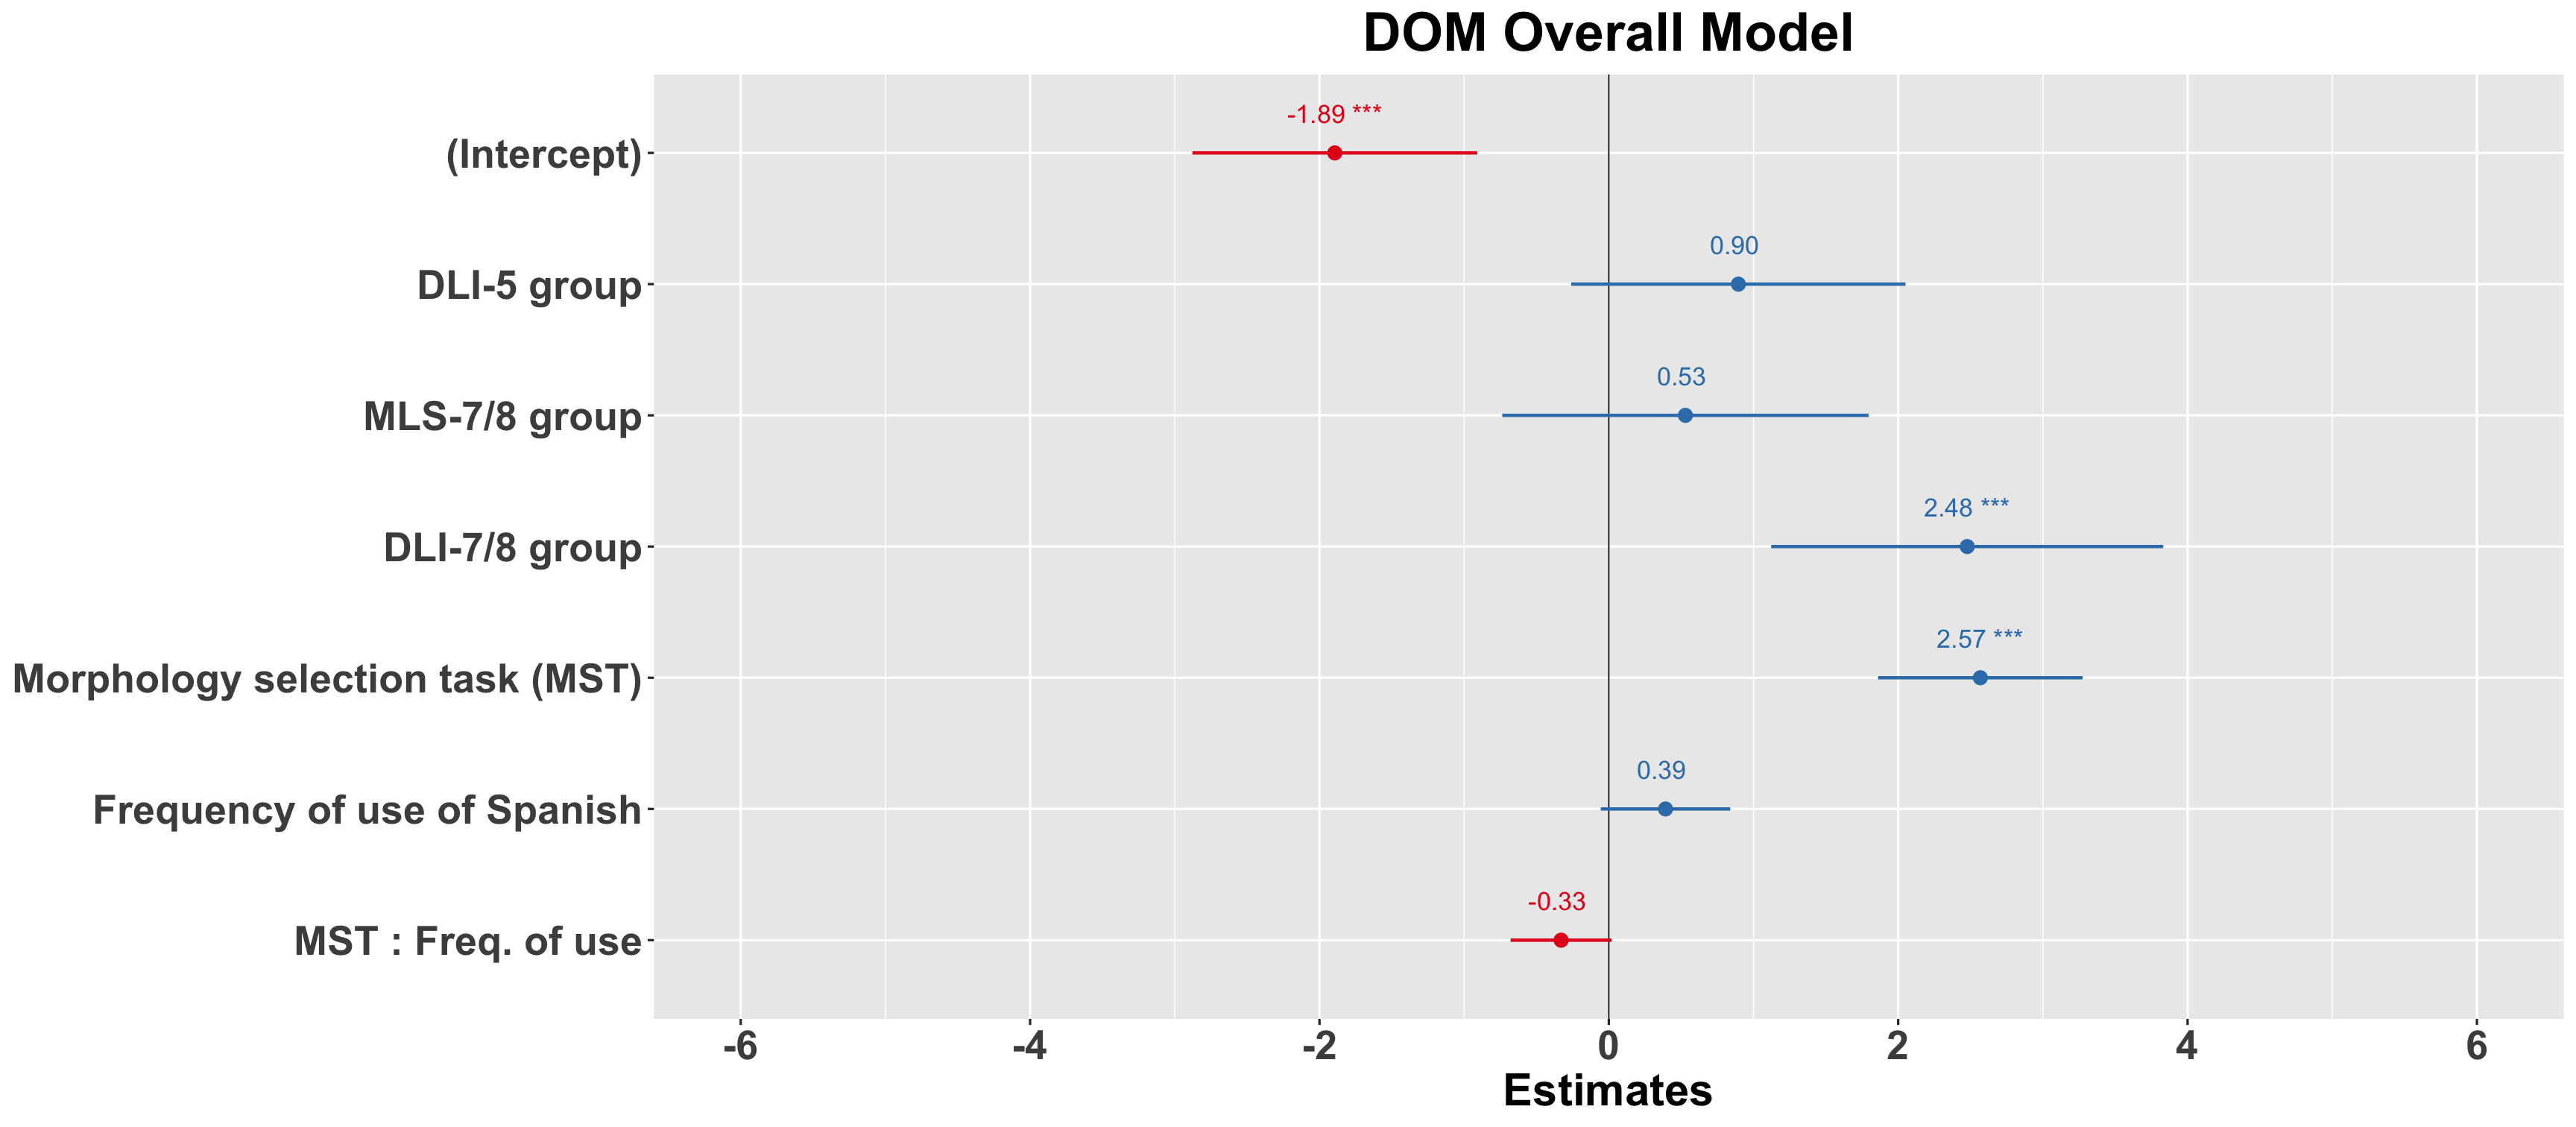 DOM Overall Model
(Intercept)
-1.89 ***
DLI-5 group
0.90
MLS-7/8 group
0.53
DLI-7/8 group
2.48 ***
Morphology selection task (MST)
2.57 ***
Frequency of use of Spanish
0.39
MST : Freq. of use
-0.33
-6 -4 -2 0 2 4 6
Estimates